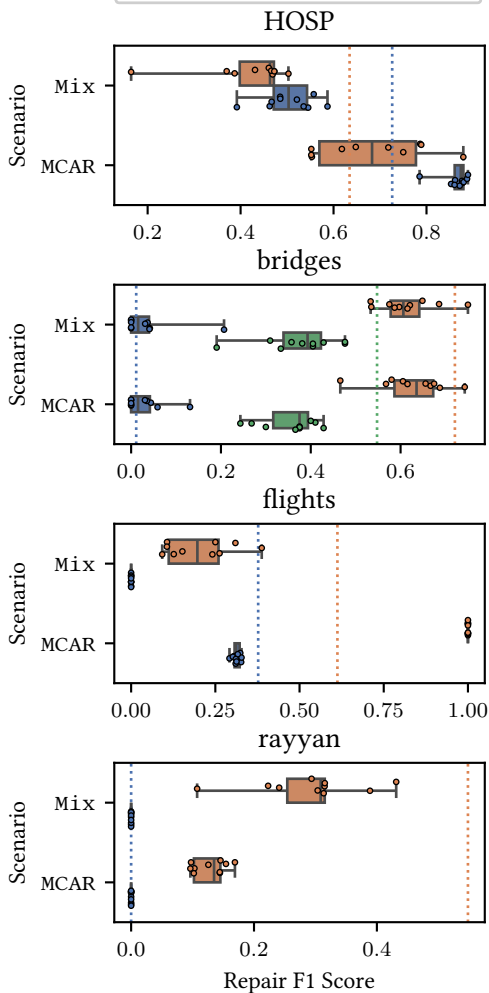 HOSP
Scenario
Mix
MCAR
0.2 0.4 0.6 0.8
bridges
Scenario
Mix
MCAR
0.0 0.2 0.4 0.6
flights
Scenario
Mix
MCAR
0.00 0.25 0.50 0.75 1.00
rayyan
Scenario
Mix
MCAR
0.0 0.2 0.4
Repair F1 Score